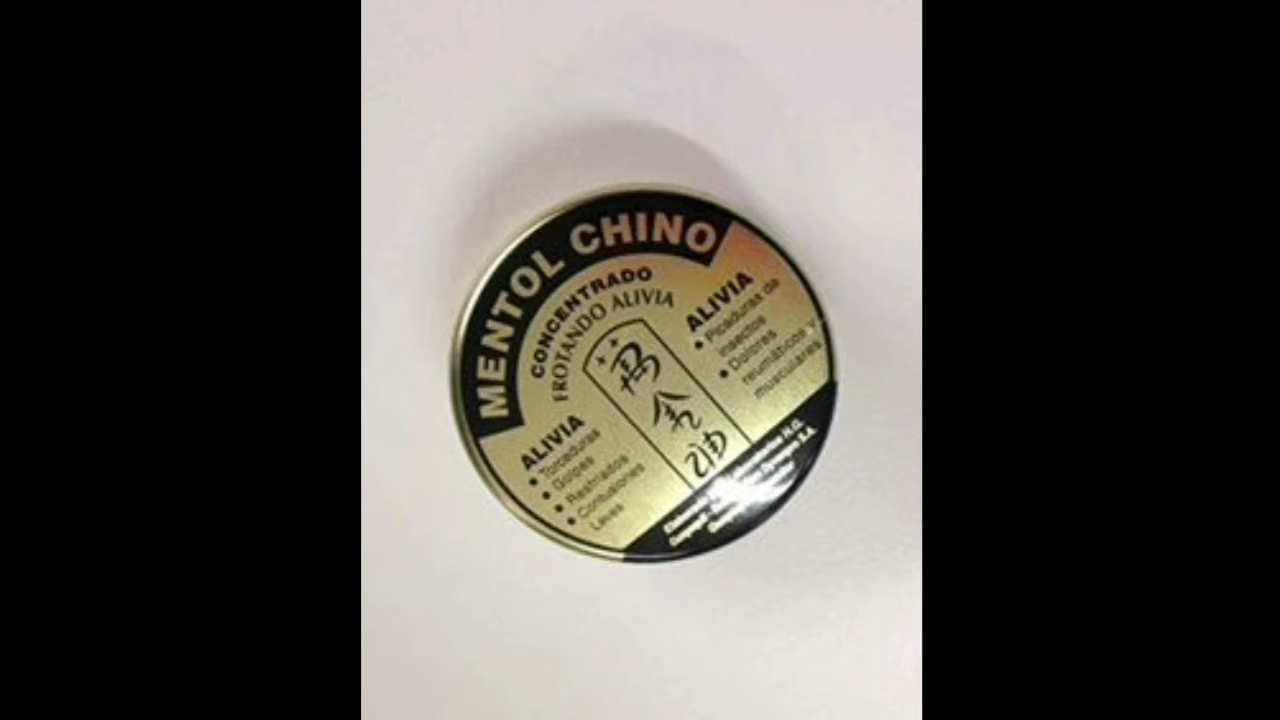 MENTOL CHINO
CONCENTRADO
FROTANDO ALIVIA
ALIVIA
• Torceduras
• Golpes
• Resfriados
• Contusiones
Leves
萬
金
油
ALIVIA
• Picaduras de
insectos
• Dolores
reumáticos y
musculares
H.G.
S.A.